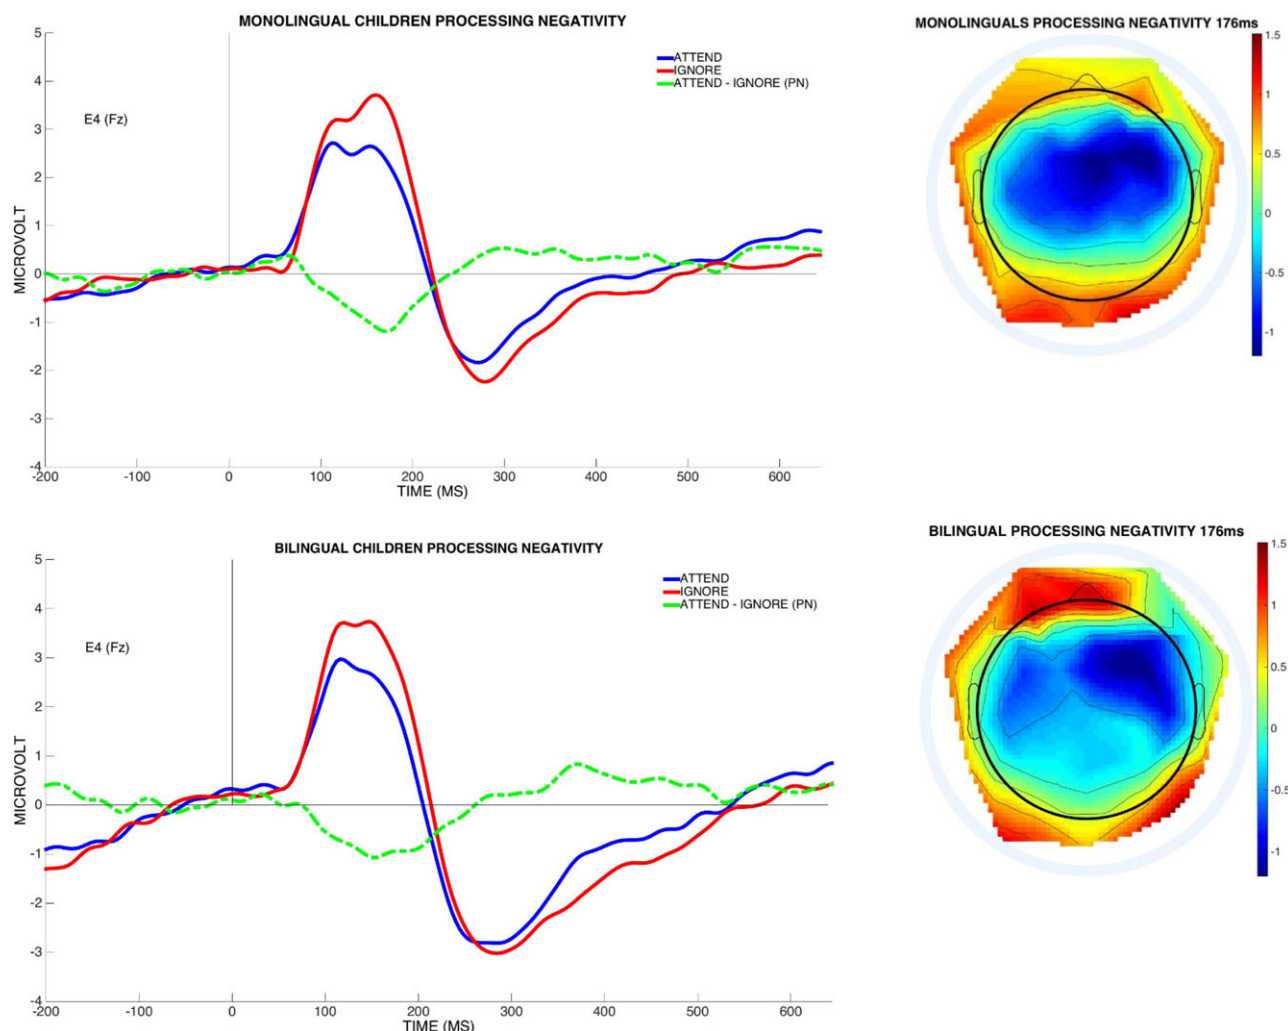 MONOLINGUAL CHILDREN PROCESSING NEGATIVITY
5
4
3
2
1
0
-1
-2
-3
-4
MICROVOLT
E4 (Fz)
ATTEND
IGNORE
ATTEND - IGNORE (PN)
-200 -100 0 100 200 300 400 500 600
TIME (MS)
MONOLINGUALS PROCESSING NEGATIVITY 176ms
1.5
1
0.5
0
-0.5
-1
BILINGUAL CHILDREN PROCESSING NEGATIVITY
5
4
3
2
1
0
-1
-2
-3
-4
MICROVOLT
E4 (Fz)
ATTEND
IGNORE
ATTEND - IGNORE (PN)
-200 -100 0 100 200 300 400 500 600
TIME (MS)
BILINGUAL PROCESSING NEGATIVITY 176ms
1.5
1
0.5
0
-0.5
-1